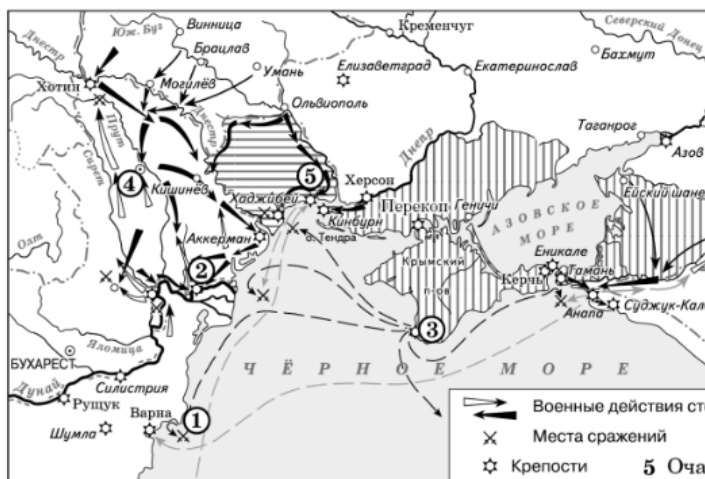 Днестр
Юж. Буг
Винница
Брацлав
Умань
Кременчуг
Северский Донец
Бахмут
Елизаветград
Екатеринослав
Хотин
Могилёв
Днестр
Ольвиополь
Таганрог
Азов
Прут
Сирет
4
Кишинёв
5
Херсон
Днепр
Хаджибей
Кинбурн
Перекоп
Геничи
Ейский
АЗОВСКОЕ
МОРЕ
Олт
Аккерман
о. Тендра
Крымский
п-ов
Еникале
Керчь
Тамань
2
3
Анапа
Суджук-Кале
БУХАРЕСТ
Яломица
ЧЁРНОЕ МОРЕ
Дунай
Силистрия
Рущук
Варна
1
Шумла
Военные действия
Места сражений
Крепости
5 Оча